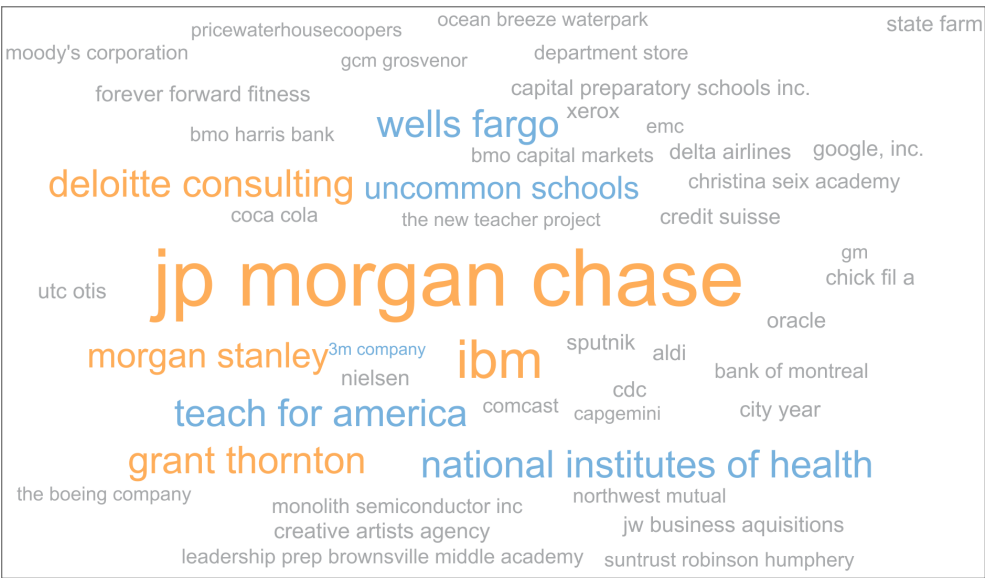 ocean breeze waterpark
state farm
pricewaterhousecoopers
moody's corporation
department store
gcm grosvenor
capital preparatory schools inc.
forever forward fitness
xerox
wells fargo
emc
bmo harris bank
google, inc.
delta airlines
bmo capital markets
christina seix academy
deloitte consulting
uncommon schools
coca cola
credit suisse
the new teacher project
gm
chick fil a
jp morgan chase
utc otis
oracle
sputnik
3m company
aldi
morgan stanley
ibm
bank of montreal
nielsen
cdc
comcast
city year
teach for america
capgemini
grant thornton
national institutes of health
the boeing company
northwest mutual
monolith semiconductor inc
jw business aquisitions
creative artists agency
leadership prep brownsville middle academy
suntrust robinson humphery